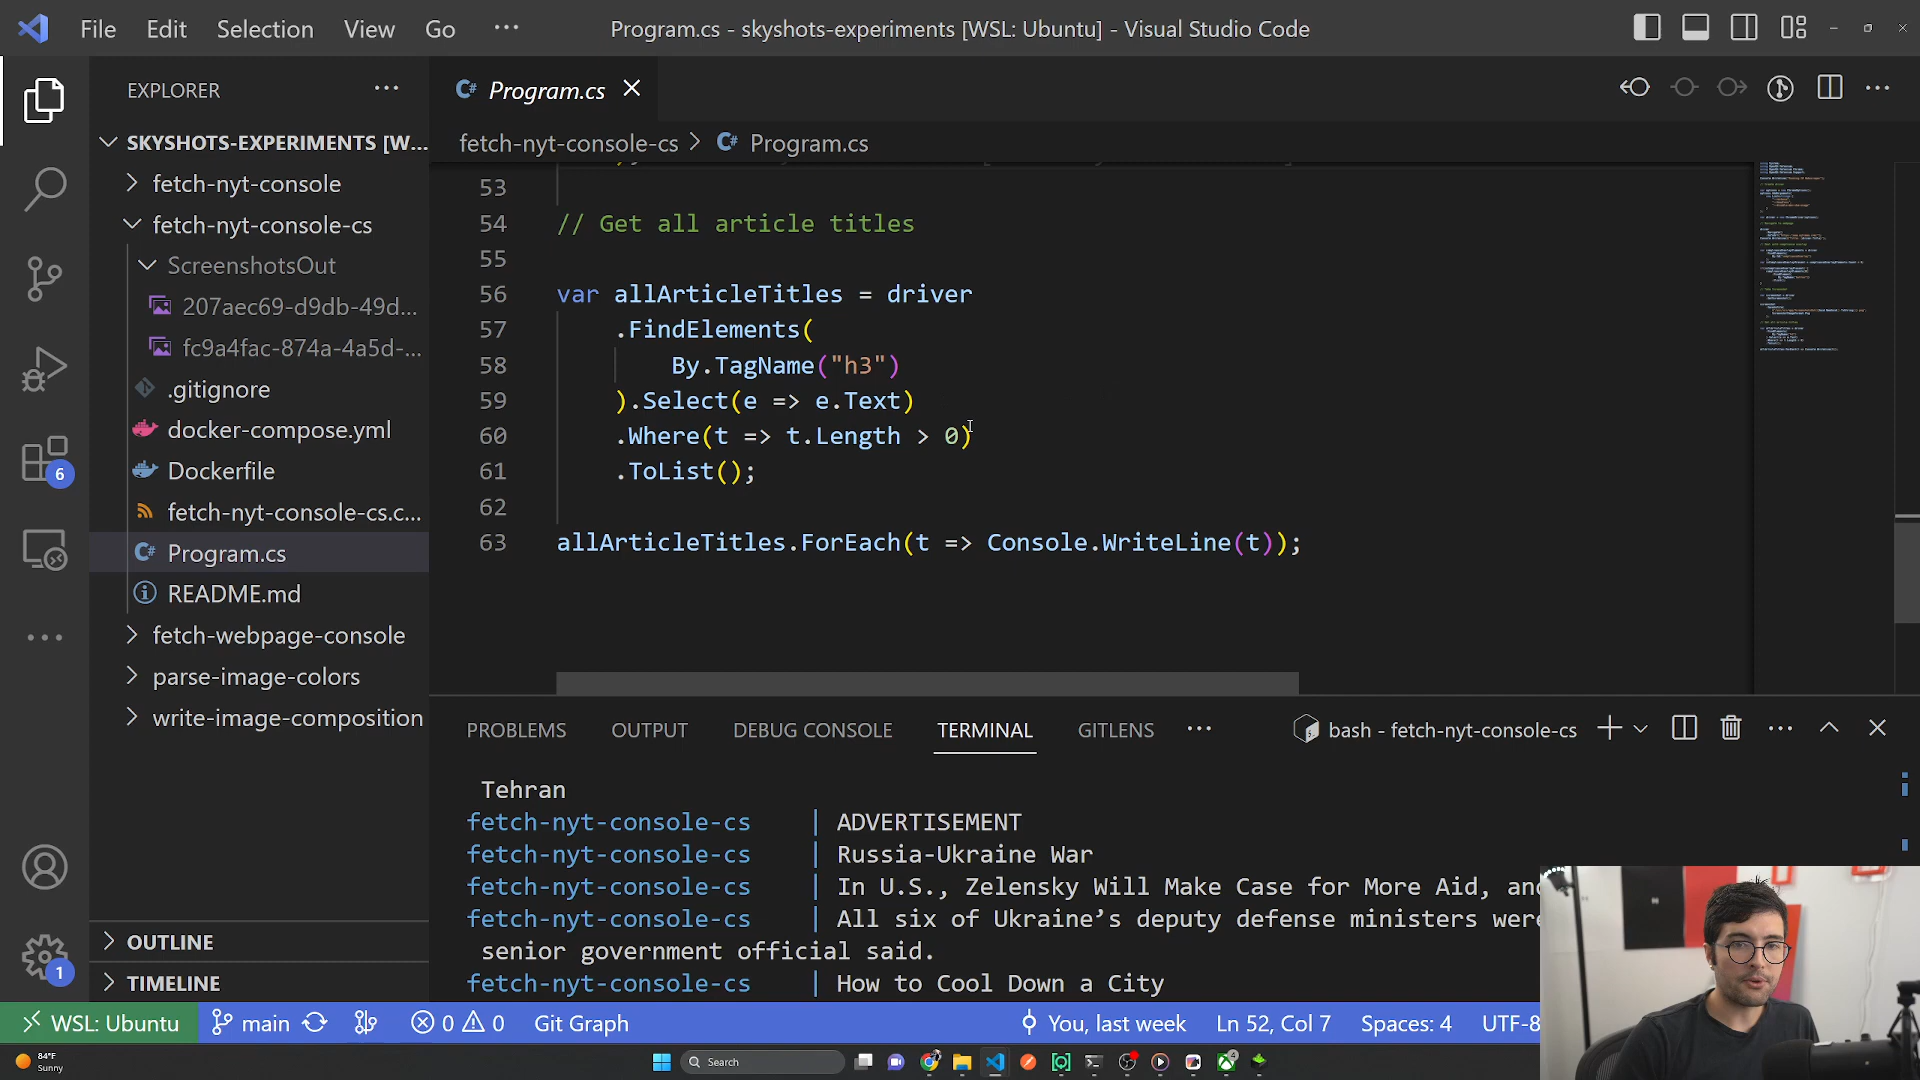 File Edit Selection View Go ···
Program.cs - skyshots-experiments [WSL: Ubuntu] - Visual Studio Code
EXPLORER ···
SKYSHOTS-EXPERIMENTS [W...
fetch-nyt-console
fetch-nyt-console-cs
ScreenshotsOut
207aec69-d9db-49d...
fc9a4fac-874a-4a5d-...
.gitignore
docker-compose.yml
Dockerfile
fetch-nyt-console-cs.c...
C# Program.cs
README.md
fetch-webpage-console
parse-image-colors
write-image-composition
OUTLINE
TIMELINE
6
1
C# Program.cs
fetch-nyt-console-cs > C# Program.cs
53
54 // Get all article titles
55
56 var allArticleTitles = driver
57 .FindElements(
58 By.TagName("h3")
59 ).Select(e => e.Text)
60 .Where(t => t.Length > 0)
61 .ToList();
62
63 allArticleTitles.ForEach(t => Console.WriteLine(t));
PROBLEMS OUTPUT DEBUG CONSOLE TERMINAL GITLENS ···
bash - fetch-nyt-console-cs
Tehran
fetch-nyt-console-cs | ADVERTISEMENT
fetch-nyt-console-cs | Russia-Ukraine War
fetch-nyt-console-cs | In U.S., Zelensky Will Make Case for More Aid, and
fetch-nyt-console-cs | All six of Ukraine’s deputy defense ministers were
senior government official said.
fetch-nyt-console-cs | How to Cool Down a City
WSL: Ubuntu main 0 0 Git Graph You, last week Ln 52, Col 7 Spaces: 4 UTF-8
84°F
Sunny
Search
4